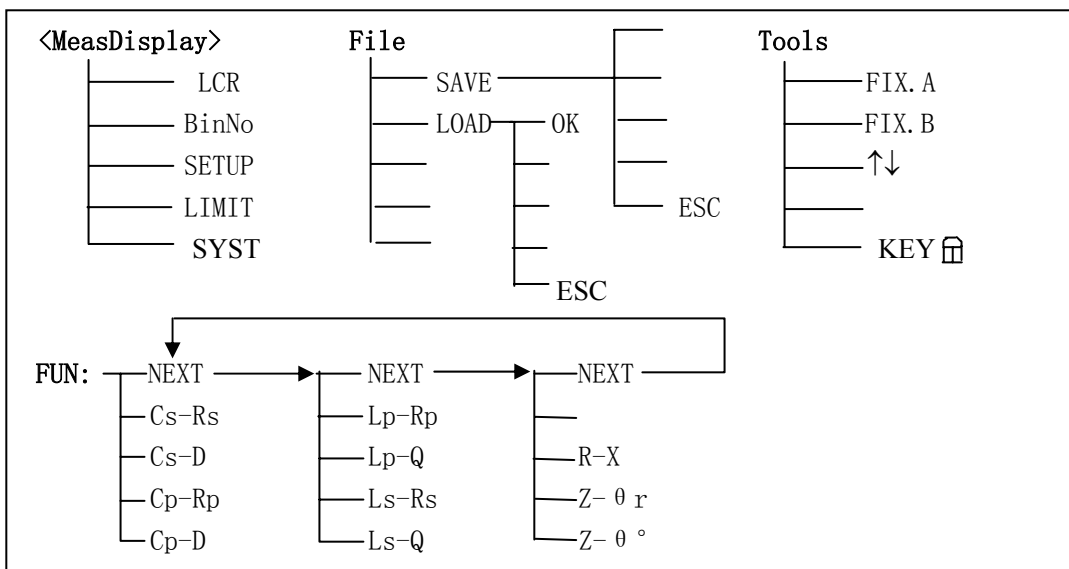 <MeasDisplay>
LCR
BinNo
SETUP
LIMIT
SYST
File
SAVE
LOAD
OK
ESC
ESC
Tools
FIX.A
FIX.B
↑↓
KEY
FUN:
NEXT
Cs-Rs
Cs-D
Cp-Rp
Cp-D
NEXT
Lp-Rp
Lp-Q
Ls-Rs
Ls-Q
NEXT
R-X
Z-θr
Z-θ°